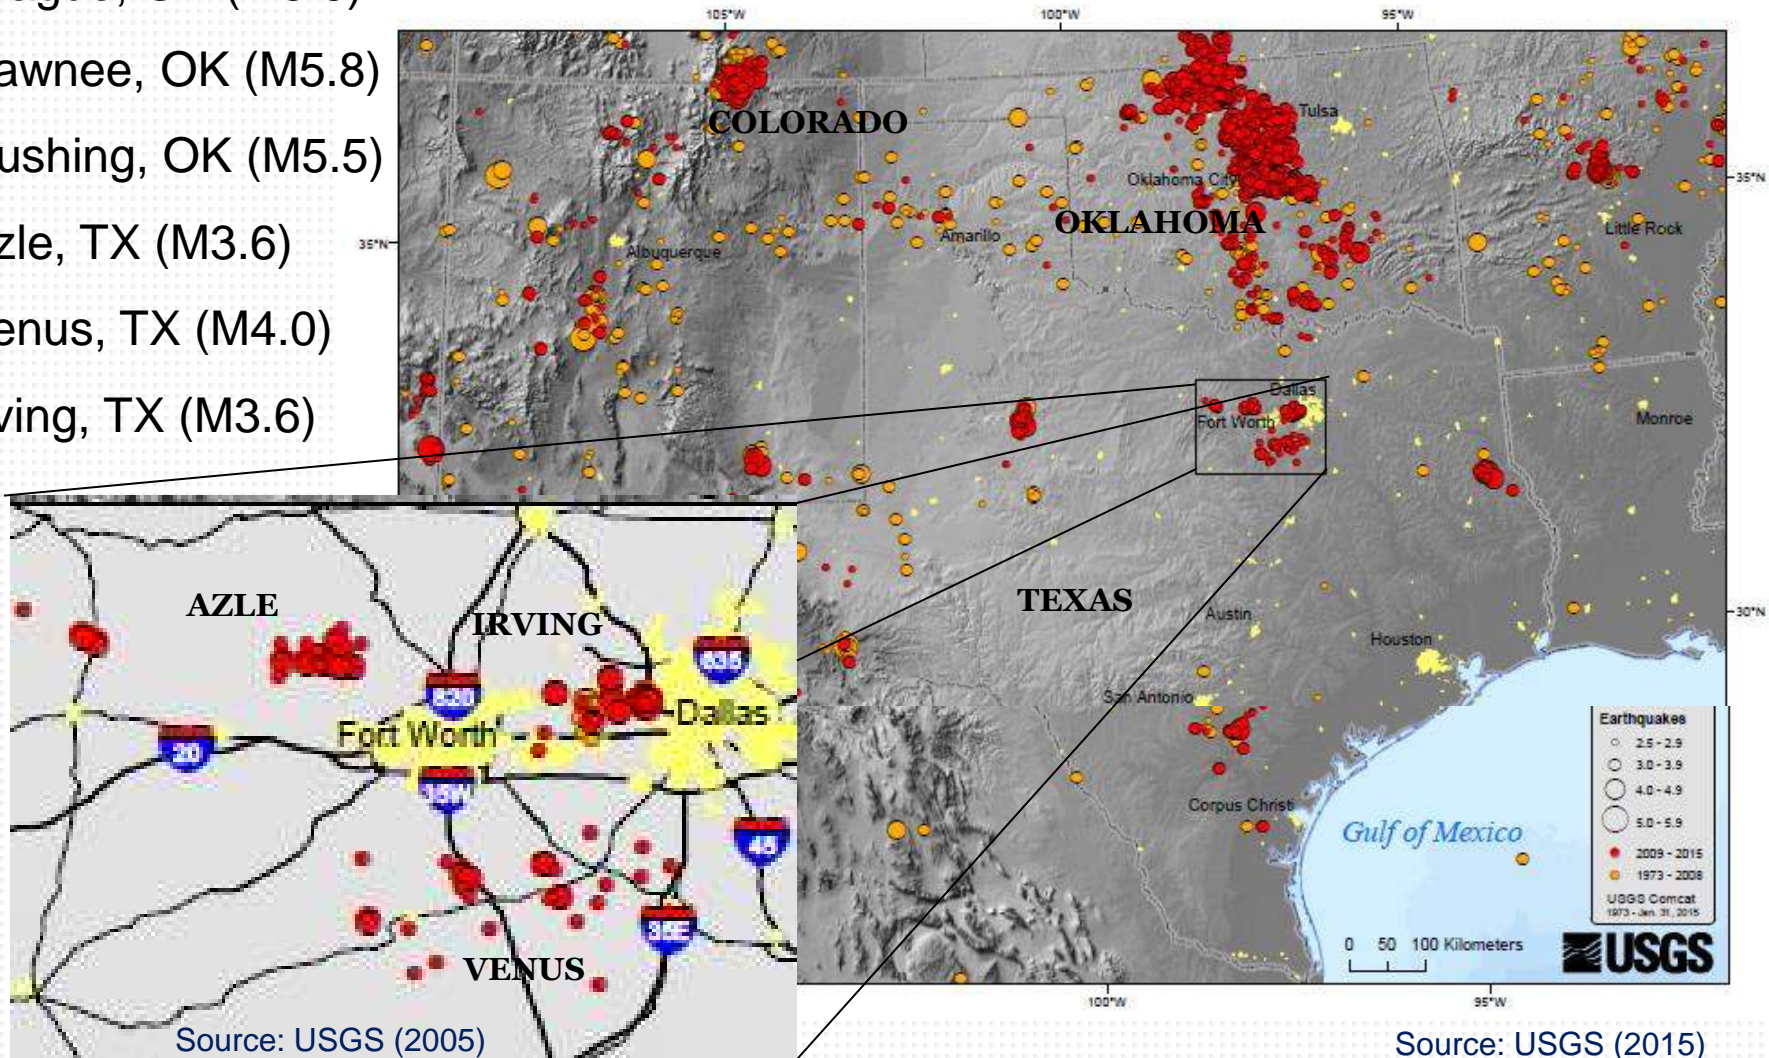 awnee, OK (M5.8)
ushing, OK (M5.5)
zle, TX (M3.6)
enus, TX (M4.0)
ving, TX (M3.6)
105°W
100°W
95°W
COLORADO
Tulsa
Oklahoma City
35°N
OKLAHOMA
Little Rock
35°N
Amarillo
Albuquerque
Dallas
Fort Worth
Monroe
TEXAS
Austin
30°N
Houston
San Antonio
Corpus Christi
Gulf of Mexico
Earthquakes
2.5 - 2.9
3.0 - 3.9
4.0 - 4.9
5.0 - 5.9
2009 - 2015
1973 - 2008
USGS Comcat
1973 - Jan. 31, 2015
0 50 100 Kilometers
USGS
100°W
95°W
AZLE
IRVING
Fort Worth
Dallas
20
35W
45
35E
VENUS
Source: USGS (2005)
Source: USGS (2015)